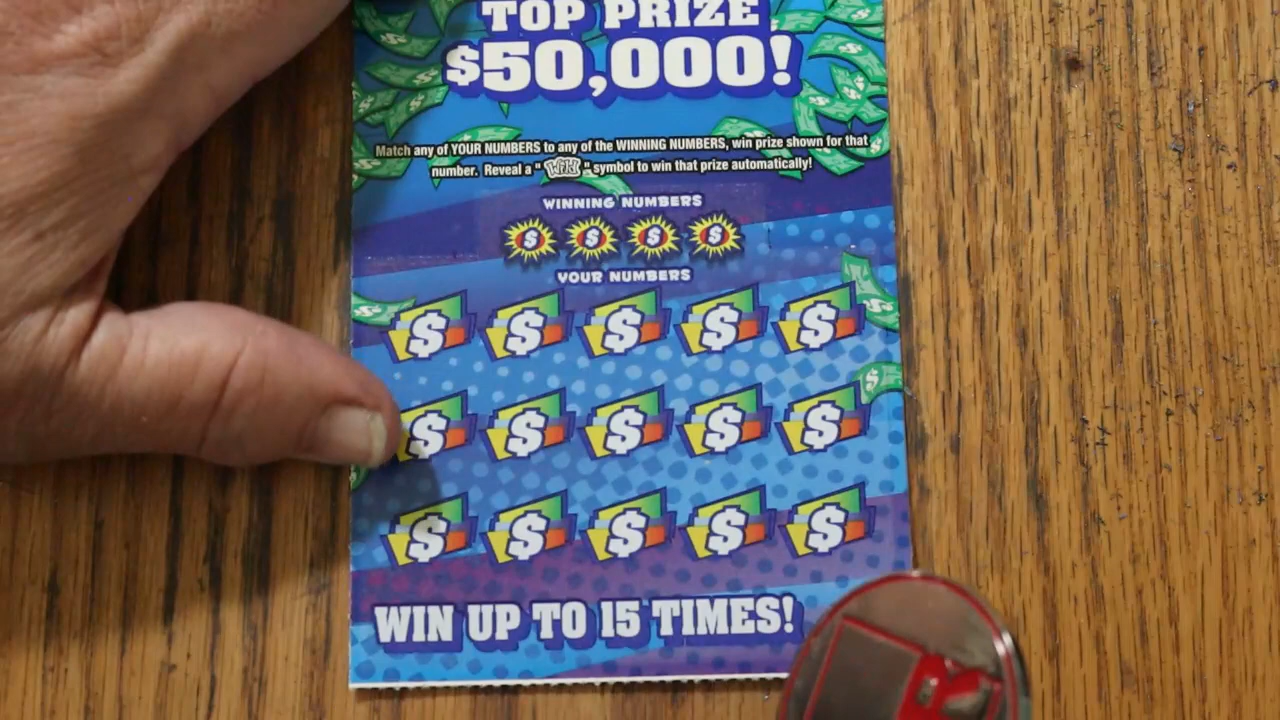 TOP PRIZE
$50,000!
Match any of YOUR NUMBERS to any of the WINNING NUMBERS, win prize shown for that
number. Reveal a "Wild" symbol to win that prize automatically!
WINNING NUMBERS
$ $ $ $
YOUR NUMBERS
$ $ $ $ $
$ $ $ $ $
$ $ $ $ $
WIN UP TO 15 TIMES!
R